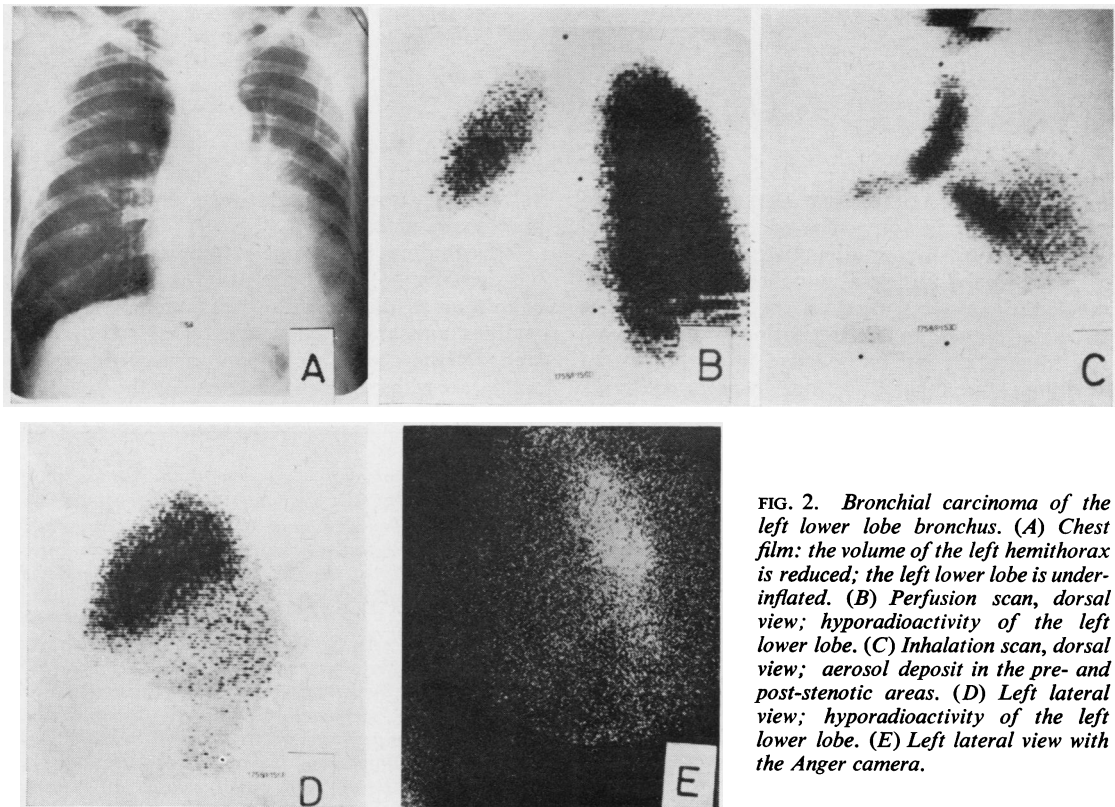 A
B
C
D
E
FIG. 2. Bronchial carcinoma of the
left lower lobe bronchus. (A) Chest
film: the volume of the left hemithorax
is reduced; the left lower lobe is under-
inflated. (B) Perfusion scan, dorsal
view; hyporadioactivity of the left
lower lobe. (C) Inhalation scan, dorsal
view; aerosol deposit in the pre- and
post-stenotic areas. (D) Left lateral
view; hyporadioactivity of the left
lower lobe. (E) Left lateral view with
the Anger camera.